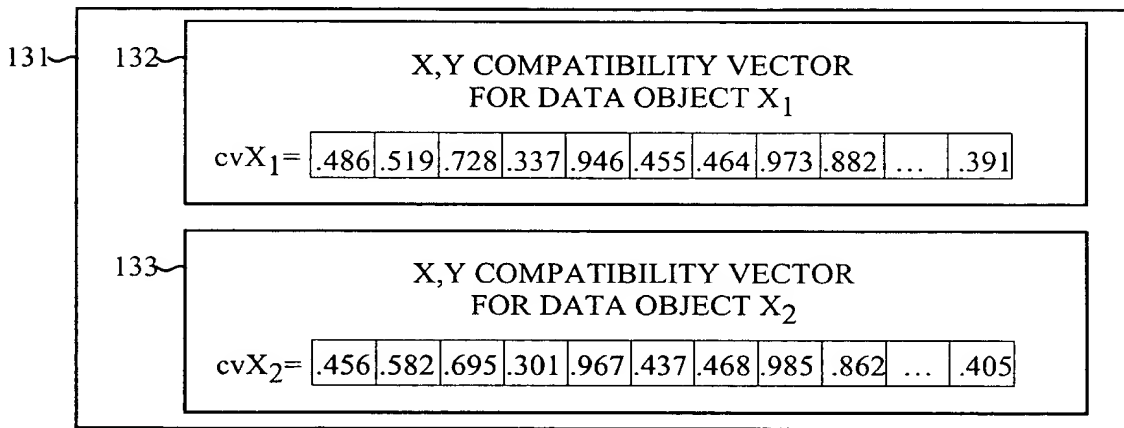 131
132
X,Y COMPATIBILITY VECTOR
FOR DATA OBJECT X1
cvX1= .486 .519 .728 .337 .946 .455 .464 .973 .882 ... .391
133
X,Y COMPATIBILITY VECTOR
FOR DATA OBJECT X2
cvX2= .456 .582 .695 .301 .967 .437 .468 .985 .862 ... .405